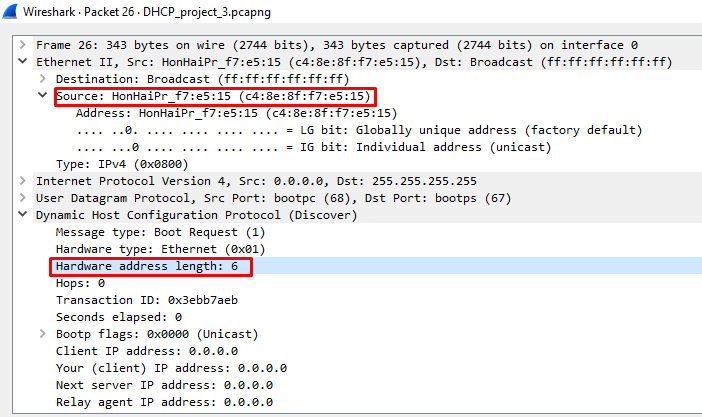 Wireshark · Packet 26 · DHCP_project_3.pcapng
Frame 26: 343 bytes on wire (2744 bits), 343 bytes captured (2744 bits) on interface 0
Ethernet II, Src: HonHaiPr_f7:e5:15 (c4:8e:8f:f7:e5:15), Dst: Broadcast (ff:ff:ff:ff:ff:ff)
Destination: Broadcast (ff:ff:ff:ff:ff:ff)
Source: HonHaiPr_f7:e5:15 (c4:8e:8f:f7:e5:15)
Address: HonHaiPr_f7:e5:15 (c4:8e:8f:f7:e5:15)
.... ..0. .... .... .... .... = LG bit: Globally unique address (factory default)
.... ...0 .... .... .... .... = IG bit: Individual address (unicast)
Type: IPv4 (0x0800)
Internet Protocol Version 4, Src: 0.0.0.0, Dst: 255.255.255.255
User Datagram Protocol, Src Port: bootpc (68), Dst Port: bootps (67)
Dynamic Host Configuration Protocol (Discover)
Message type: Boot Request (1)
Hardware type: Ethernet (0x01)
Hardware address length: 6
Hops: 0
Transaction ID: 0x3ebb7aeb
Seconds elapsed: 0
Bootp flags: 0x0000 (Unicast)
Client IP address: 0.0.0.0
Your (client) IP address: 0.0.0.0
Next server IP address: 0.0.0.0
Relay agent IP address: 0.0.0.0